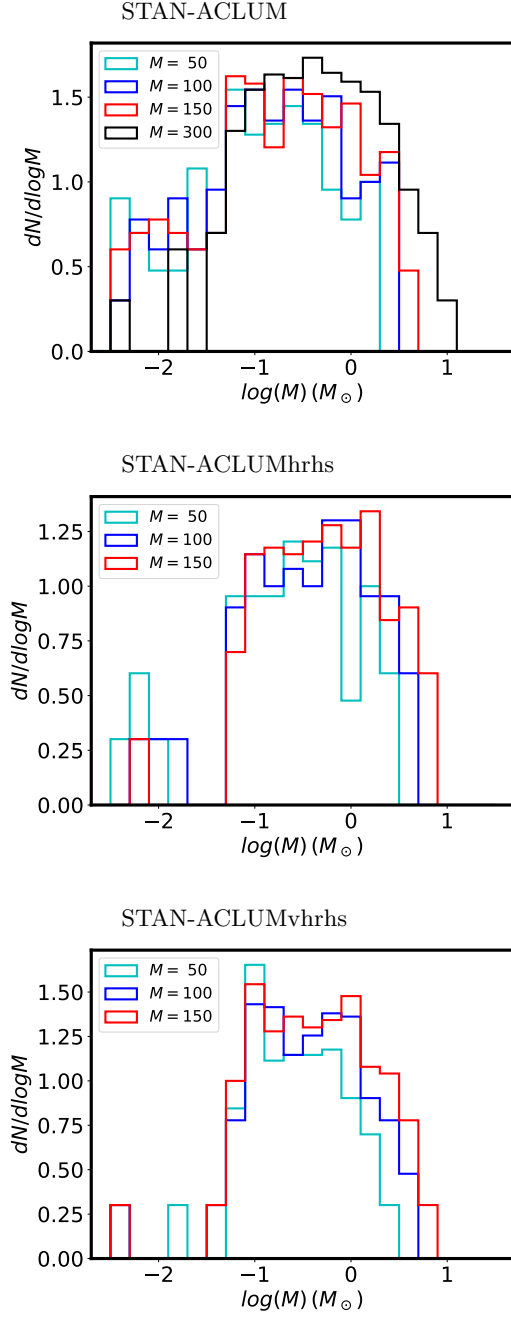 STAN-ACLUM
M = 50
M = 100
M = 150
M = 300
dN/dlogM
1.5
1.0
0.5
0.0
−2 −1 0 1
log(M) (M⊙)
STAN-ACLUMhrhs
M = 50
M = 100
M = 150
dN/dlogM
1.25
1.00
0.75
0.50
0.25
0.00
−2 −1 0 1
log(M) (M⊙)
STAN-ACLUMvhrhs
M = 50
M = 100
M = 150
dN/dlogM
1.50
1.25
1.00
0.75
0.50
0.25
0.00
−2 −1 0 1
log(M) (M⊙)